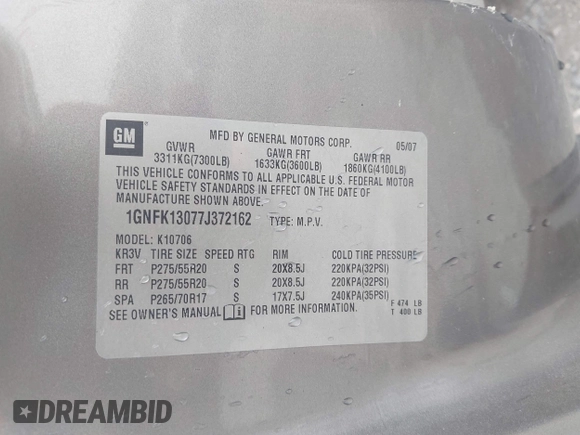 GM
MFD BY GENERAL MOTORS CORP. 05/07
GVWR GAWR FRT GAWR RR
3311KG(7300LB) 1633KG(3600LB) 1860KG(4100LB)
THIS VEHICLE CONFORMS TO ALL APPLICABLE U.S. FEDERAL MOTOR
VEHICLE SAFETY STANDARDS IN EFFECT ON THE DATE OF
MANUFACTURE SHOWN ABOVE.
1GNFK13077J372162 TYPE: M.P.V.
MODEL: K10706
KR3V TIRE SIZE SPEED RTG RIM COLD TIRE PRESSURE
FRT P275/55R20 S 20X8.5J 220KPA(32PSI)
RR P275/55R20 S 20X8.5J 220KPA(32PSI)
SPA P265/70R17 S 17X7.5J 240KPA(35PSI)
SEE OWNER'S MANUAL FOR MORE INFORMATION.
F 474 LB
T 400 LB
DREAMBID